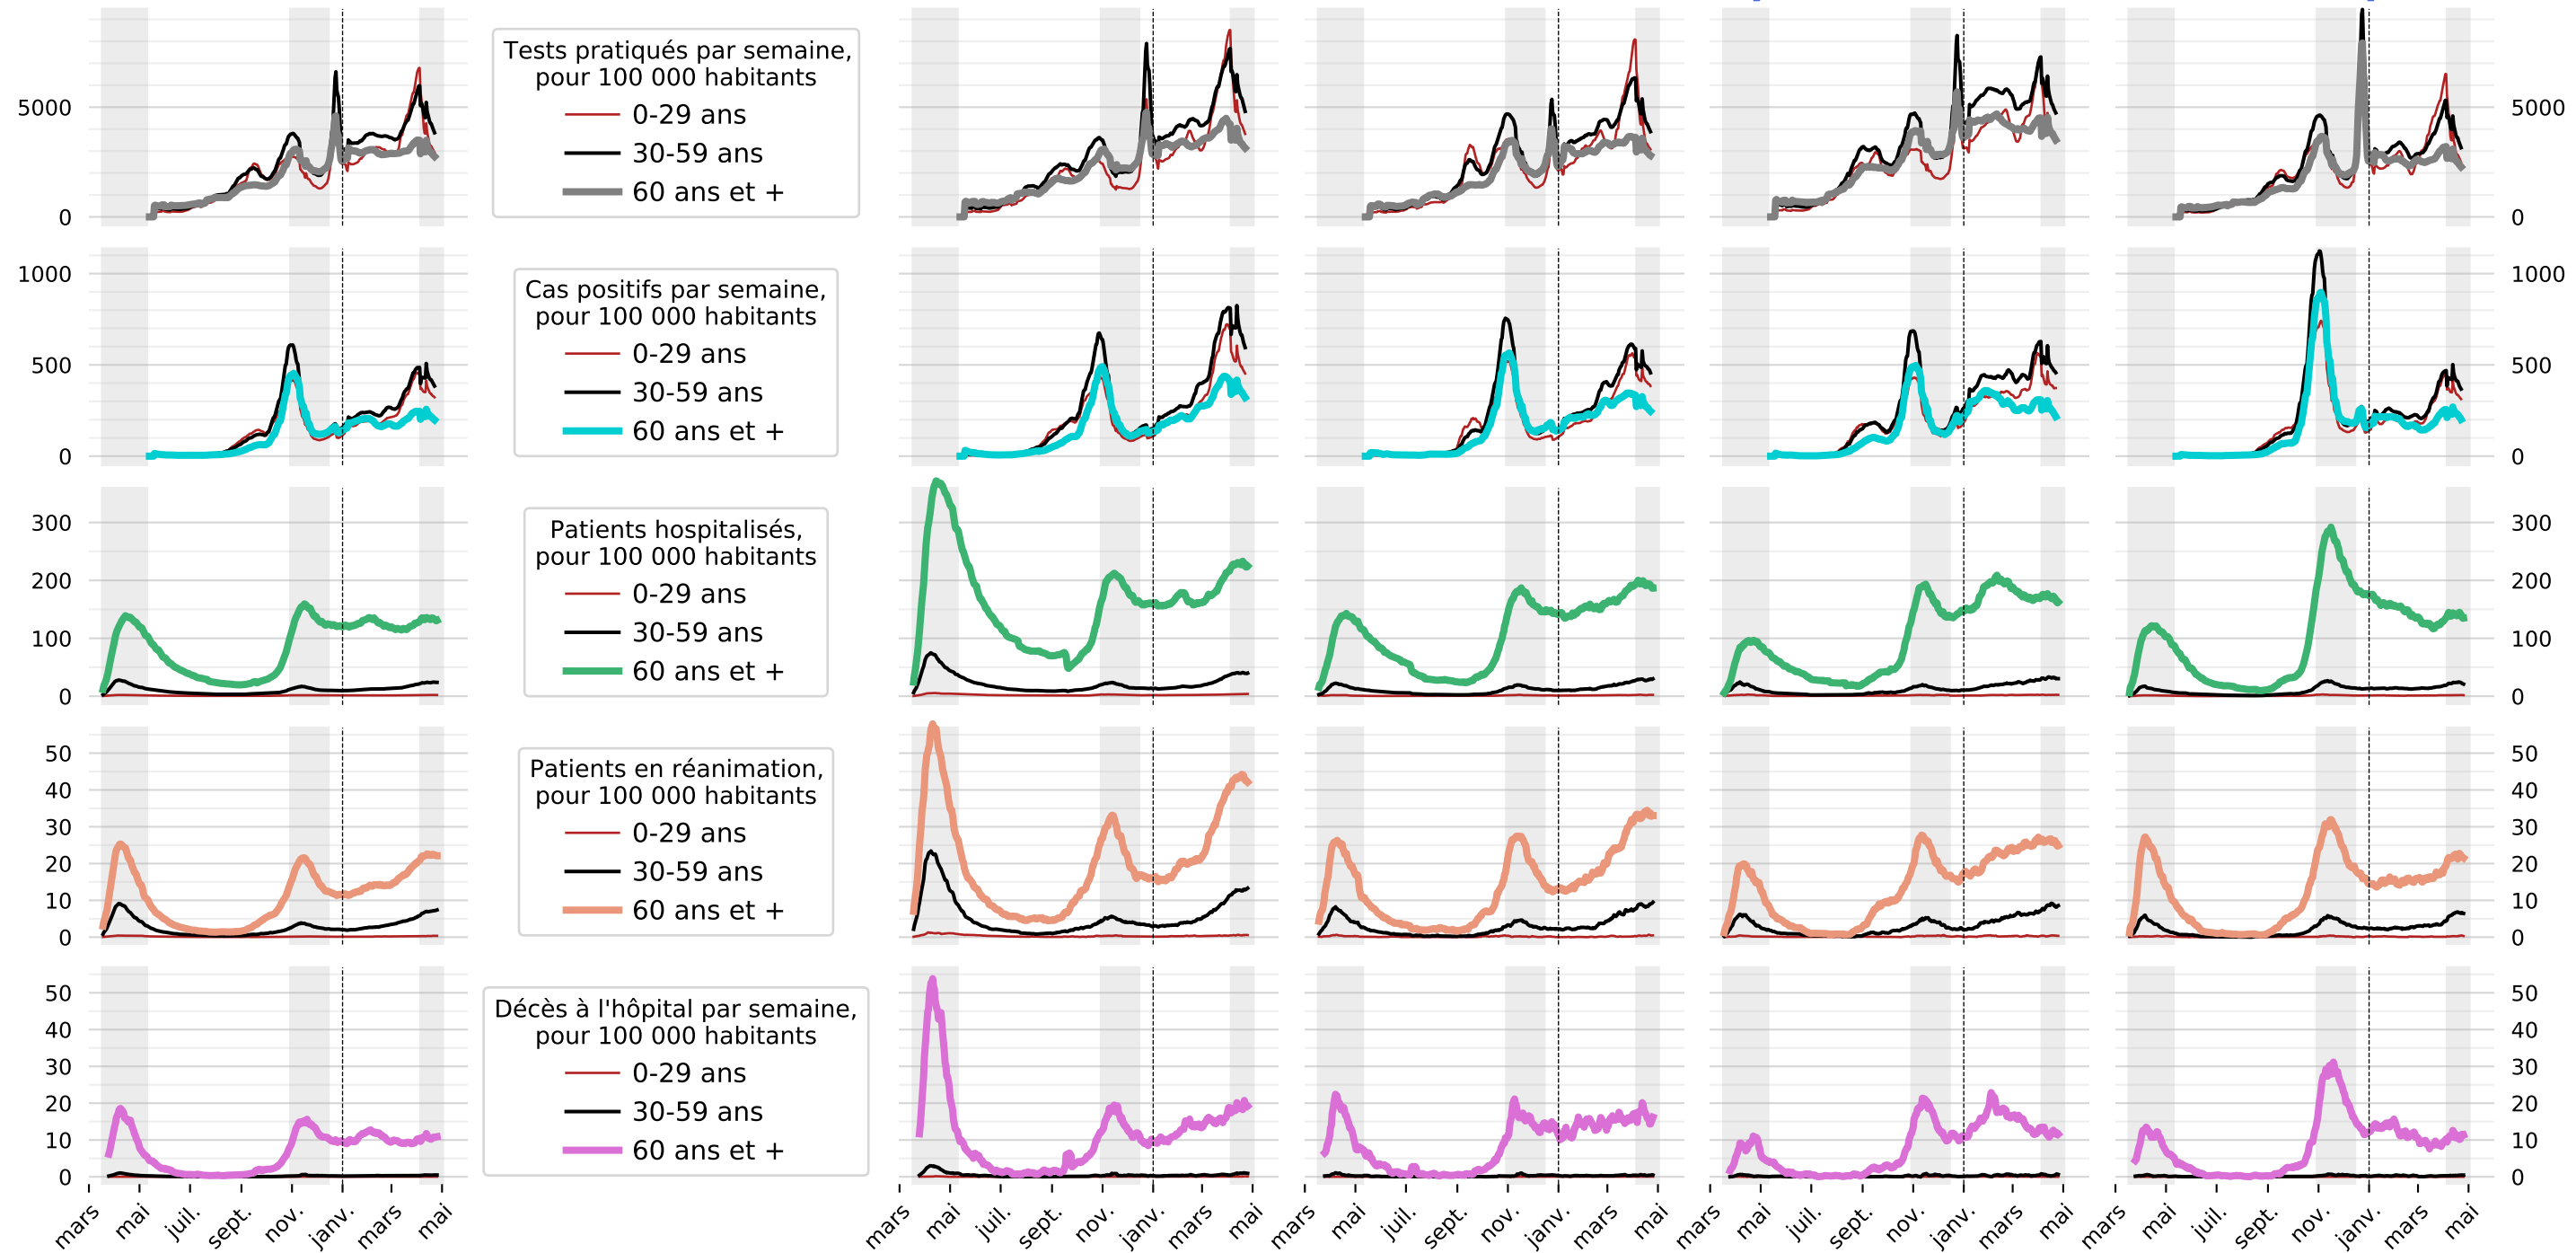 Tests pratiqués par semaine,
pour 100 000 habitants
0-29 ans
30-59 ans
60 ans et +
5000
0
5000
0
Cas positifs par semaine,
pour 100 000 habitants
0-29 ans
30-59 ans
60 ans et +
1000
500
0
1000
500
0
Patients hospitalisés,
pour 100 000 habitants
0-29 ans
30-59 ans
60 ans et +
300
200
100
0
300
200
100
0
Patients en réanimation,
pour 100 000 habitants
0-29 ans
30-59 ans
60 ans et +
50
40
30
20
10
0
50
40
30
20
10
0
Décès à l'hôpital par semaine,
pour 100 000 habitants
0-29 ans
30-59 ans
60 ans et +
50
40
30
20
10
0
50
40
30
20
10
0
mars mai juil. sept. nov. janv. mars mai
mars mai juil. sept. nov. janv. mars mai
mars mai juil. sept. nov. janv. mars mai
mars mai juil. sept. nov. janv. mars mai
mars mai juil. sept. nov. janv. mars mai